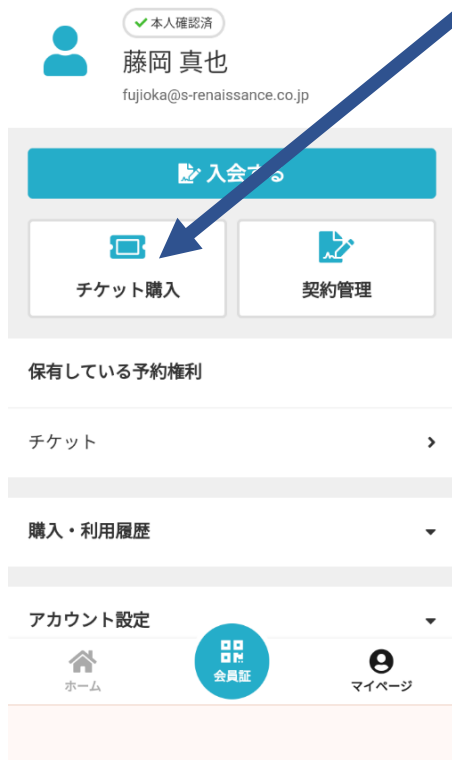 本人確認済
藤岡 真也
fujioka@s-renaissance.co.jp
入会する
チケット購入
契約管理
保有している予約権利
チケット
購入・利用履歴
アカウント設定
ホーム
会員証
マイページ